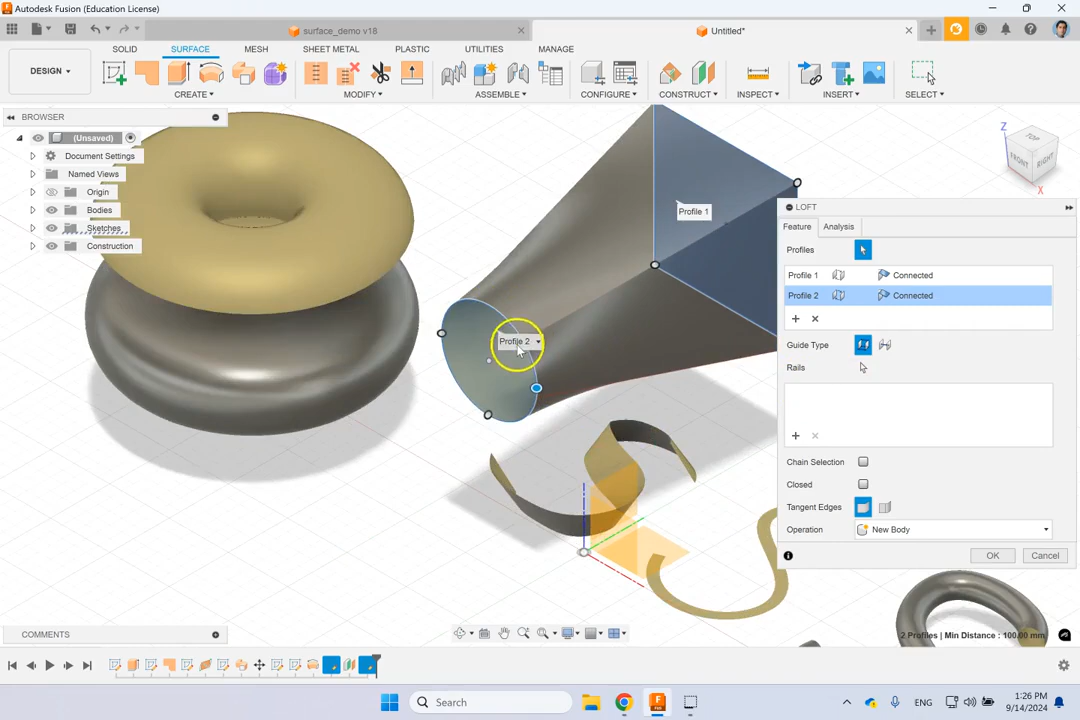 Autodesk Fusion (Education License)
surface_demo v18
Untitled*
DESIGN
SOLID SURFACE MESH SHEET METAL PLASTIC UTILITIES MANAGE
CREATE MODIFY ASSEMBLE CONFIGURE CONSTRUCT INSPECT INSERT SELECT
BROWSER
(Unsaved)
Document Settings
Named Views
Origin
Bodies
Sketches
Construction
Profile 1
Profile 2
Z
X
TOP
FRONT
RIGHT
LOFT
Feature
Analysis
Profiles
Profile 1 Connected
Profile 2 Connected
Guide Type
Rails
Chain Selection
Closed
Tangent Edges
Operation New Body
OK Cancel
2 Profiles | Min Distance : 100.00 mm
COMMENTS
Search
ENG
1:26 PM
9/14/2024